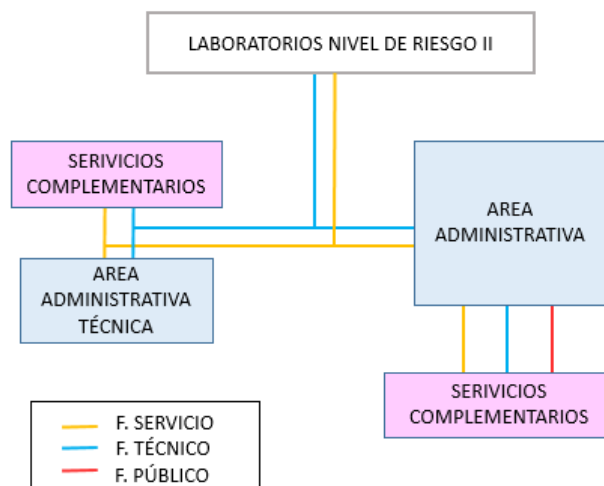 LABORATORIOS NIVEL DE RIESGO II
SERIVICIOS
COMPLEMENTARIOS
AREA
ADMINISTRATIVA
AREA
ADMINISTRATIVA
TÉCNICA
SERIVICIOS
COMPLEMENTARIOS
F. SERVICIO
F. TÉCNICO
F. PÚBLICO